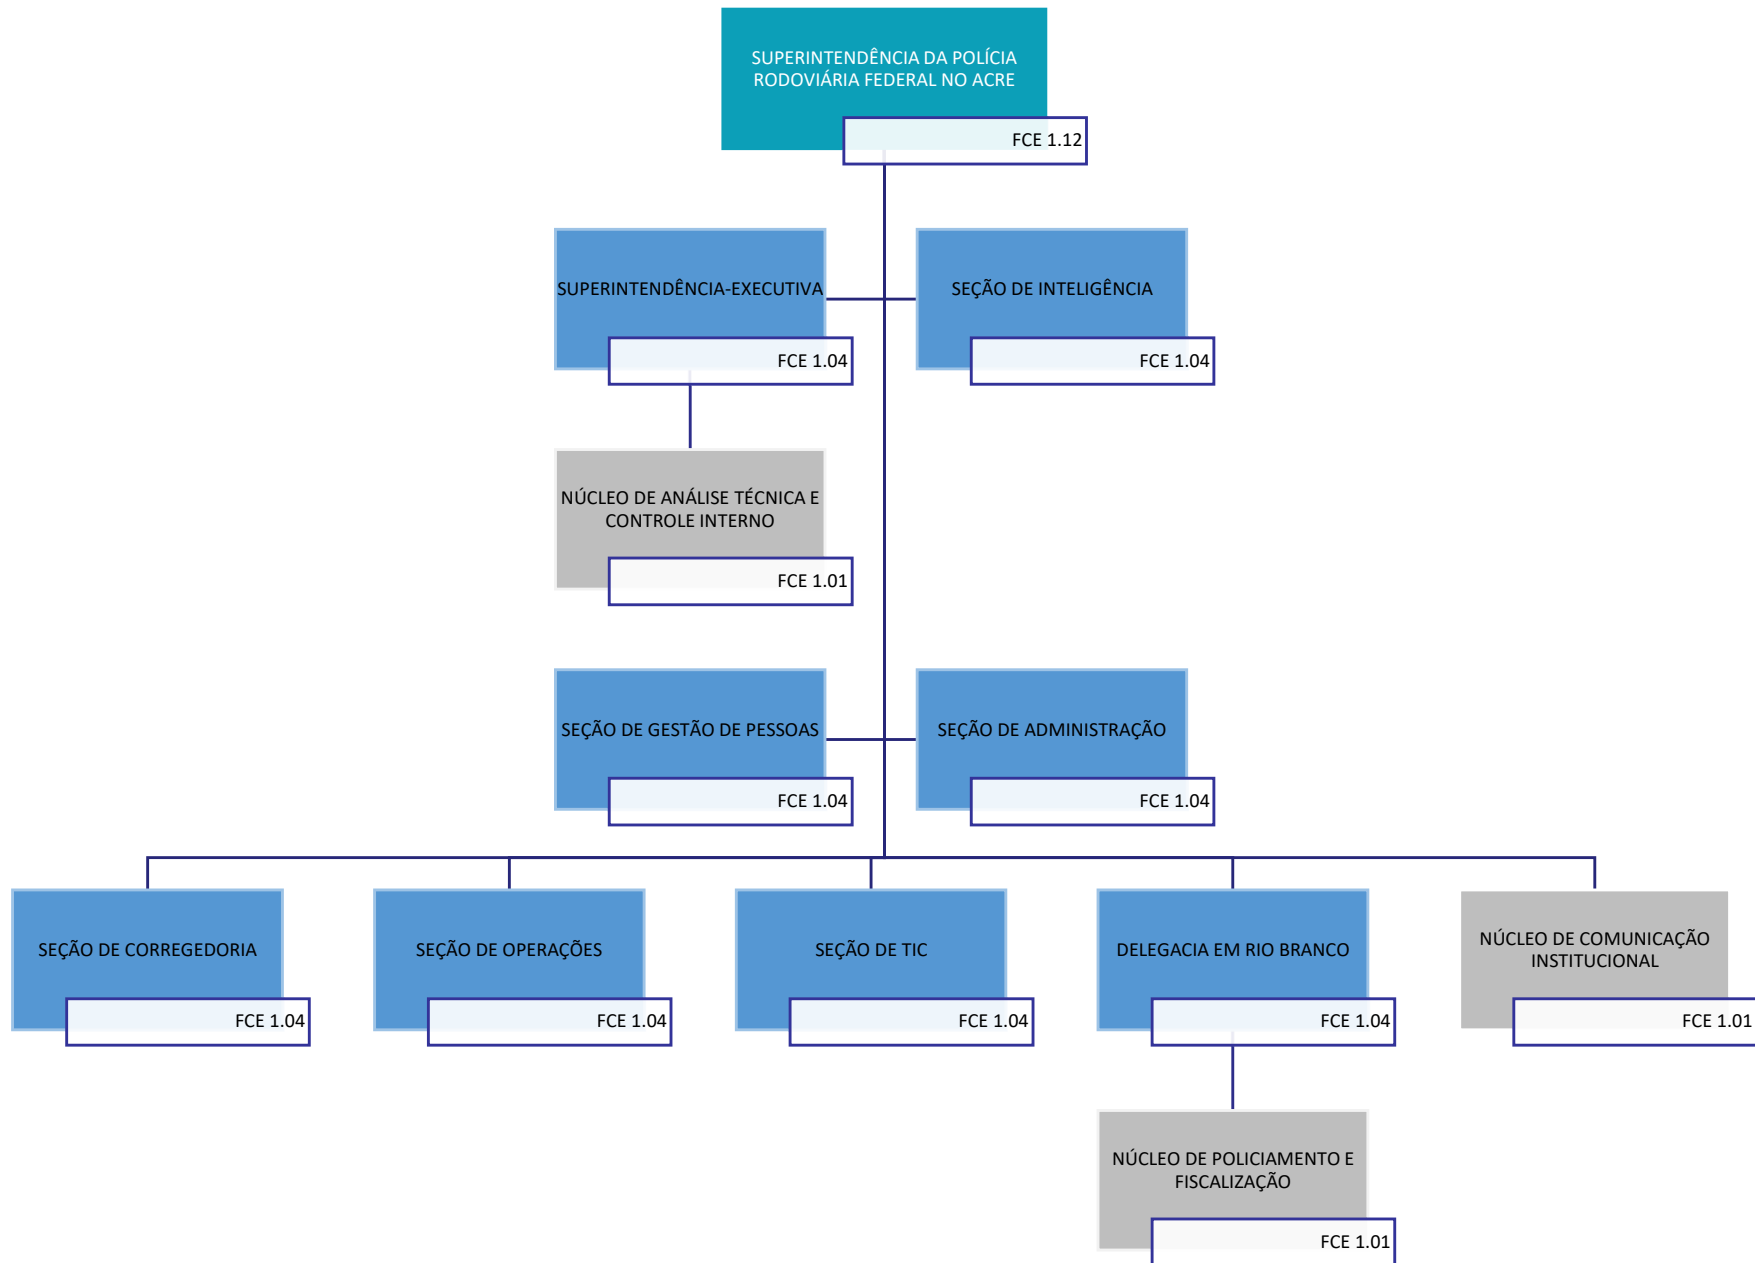 SUPERINTENDÊNCIA DA POLÍCIA
RODOVIÁRIA FEDERAL NO ACRE
FCE 1.12
SUPERINTENDÊNCIA-EXECUTIVA
FCE 1.04
SEÇÃO DE INTELIGÊNCIA
FCE 1.04
NÚCLEO DE ANÁLISE TÉCNICA E
CONTROLE INTERNO
FCE 1.01
SEÇÃO DE GESTÃO DE PESSOAS
FCE 1.04
SEÇÃO DE ADMINISTRAÇÃO
FCE 1.04
SEÇÃO DE CORREGEDORIA
FCE 1.04
SEÇÃO DE OPERAÇÕES
FCE 1.04
SEÇÃO DE TIC
FCE 1.04
DELEGACIA EM RIO BRANCO
FCE 1.04
NÚCLEO DE COMUNICAÇÃO
INSTITUCIONAL
FCE 1.01
NÚCLEO DE POLICIAMENTO E
FISCALIZAÇÃO
FCE 1.01